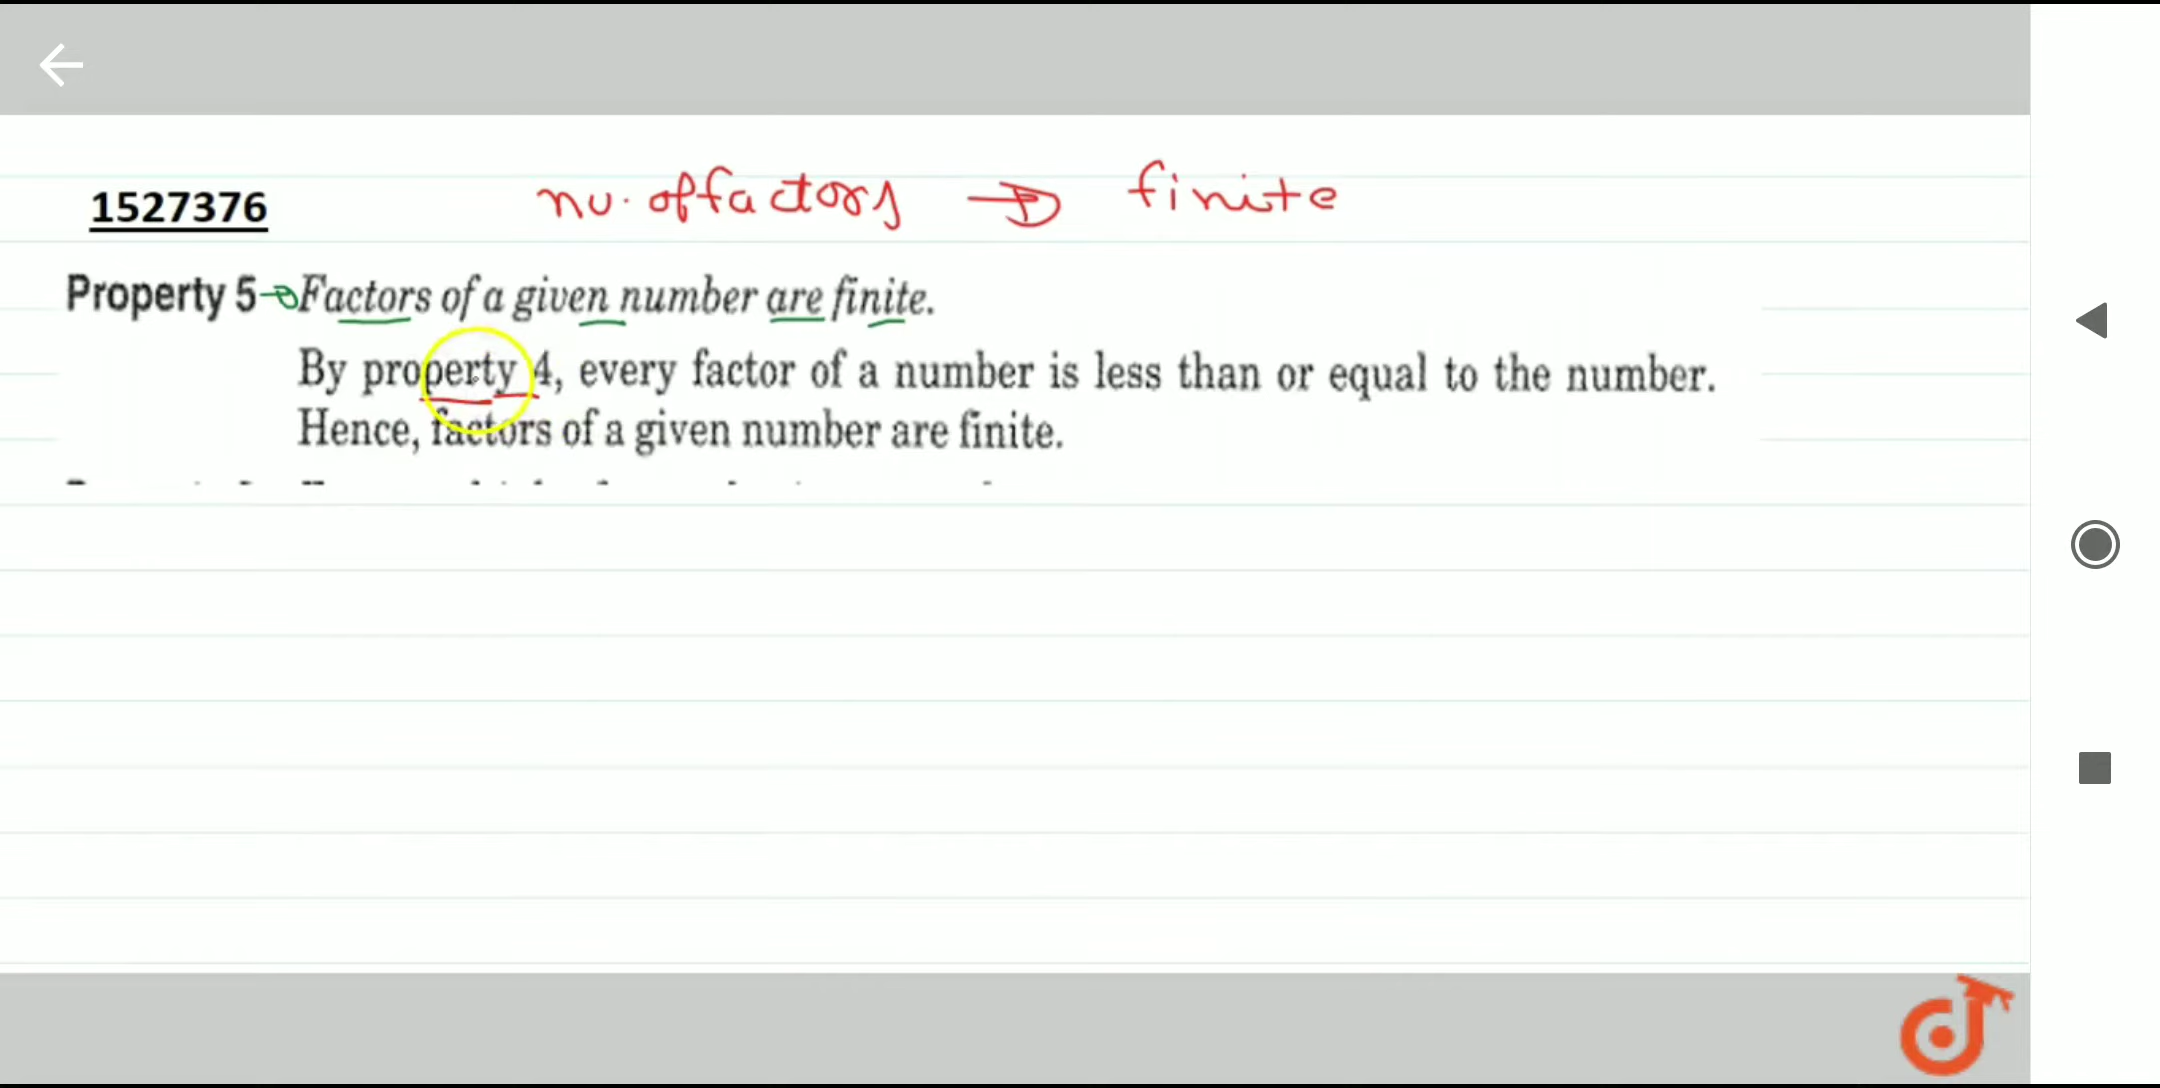 1527376
no. of factors → finite
Property 5 → Factors of a given number are finite.
By property 4, every factor of a number is less than or equal to the number.
Hence, factors of a given number are finite.